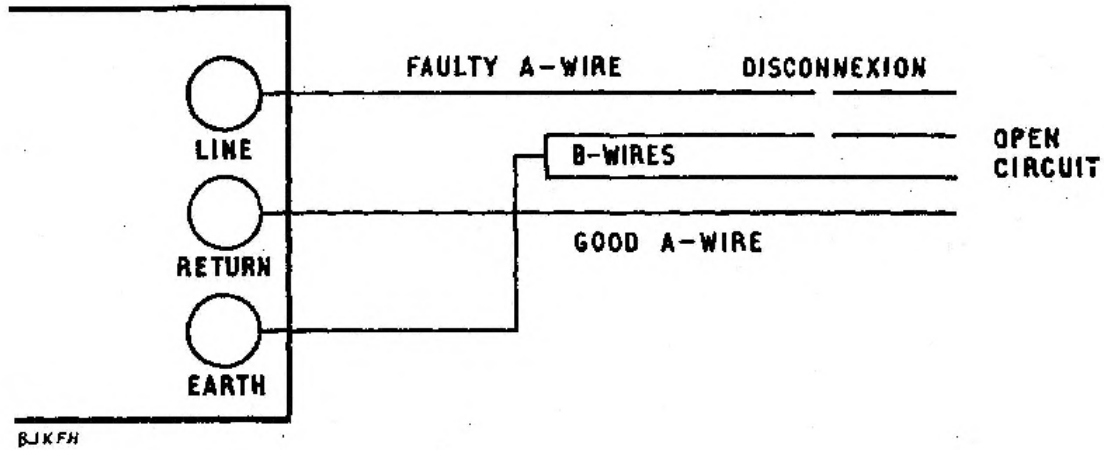 FAULTY A-WIRE DISCONNEXION
LINE
B-WIRES
OPEN
CIRCUIT
GOOD A-WIRE
RETURN
EARTH
BJKFH